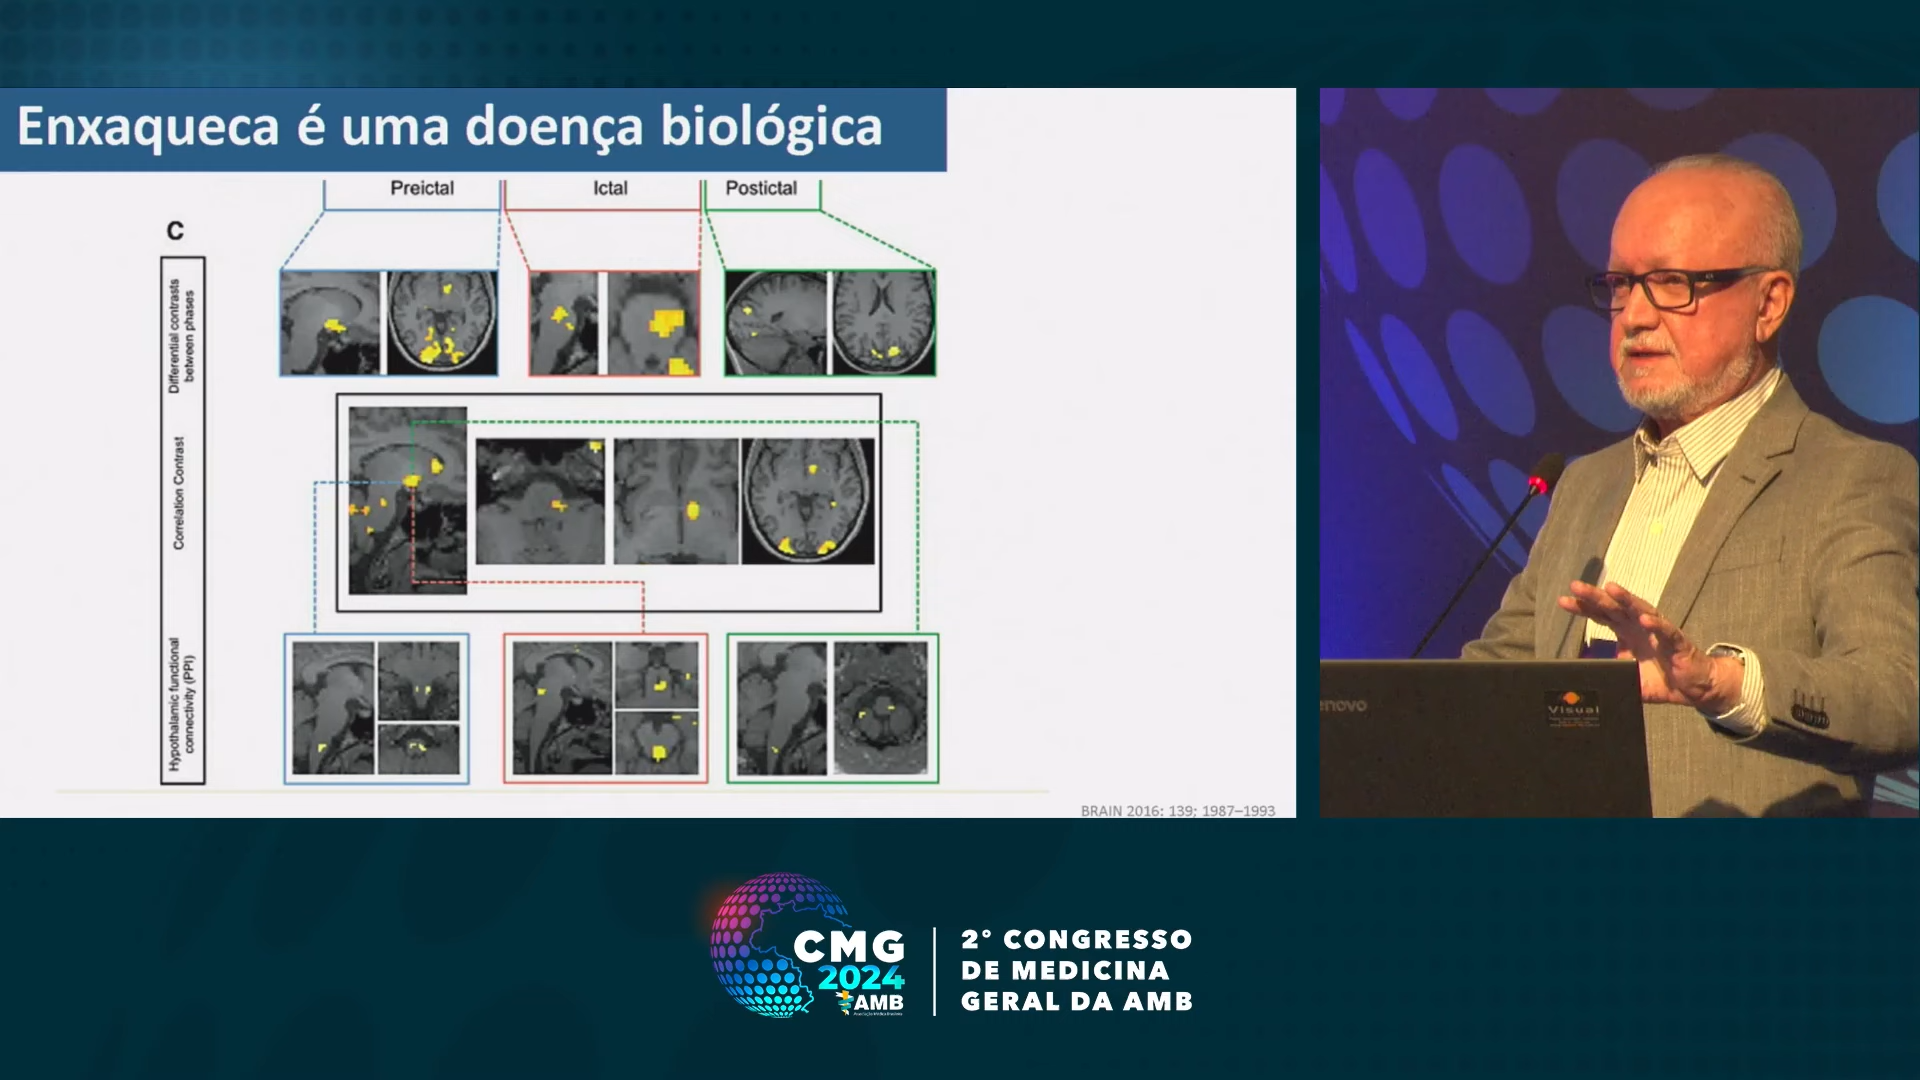 Enxaqueca é uma doença biológica
Preictal
Ictal
Postictal
C
Differential contrasts
between phases
Correlation Contrast
Hypothalamic functional
connectivity (PPI)
BRAIN 2016: 139; 1987–1993
enovo
Visual
CMG
2024
AMB
2° CONGRESSO
DE MEDICINA
GERAL DA AMB